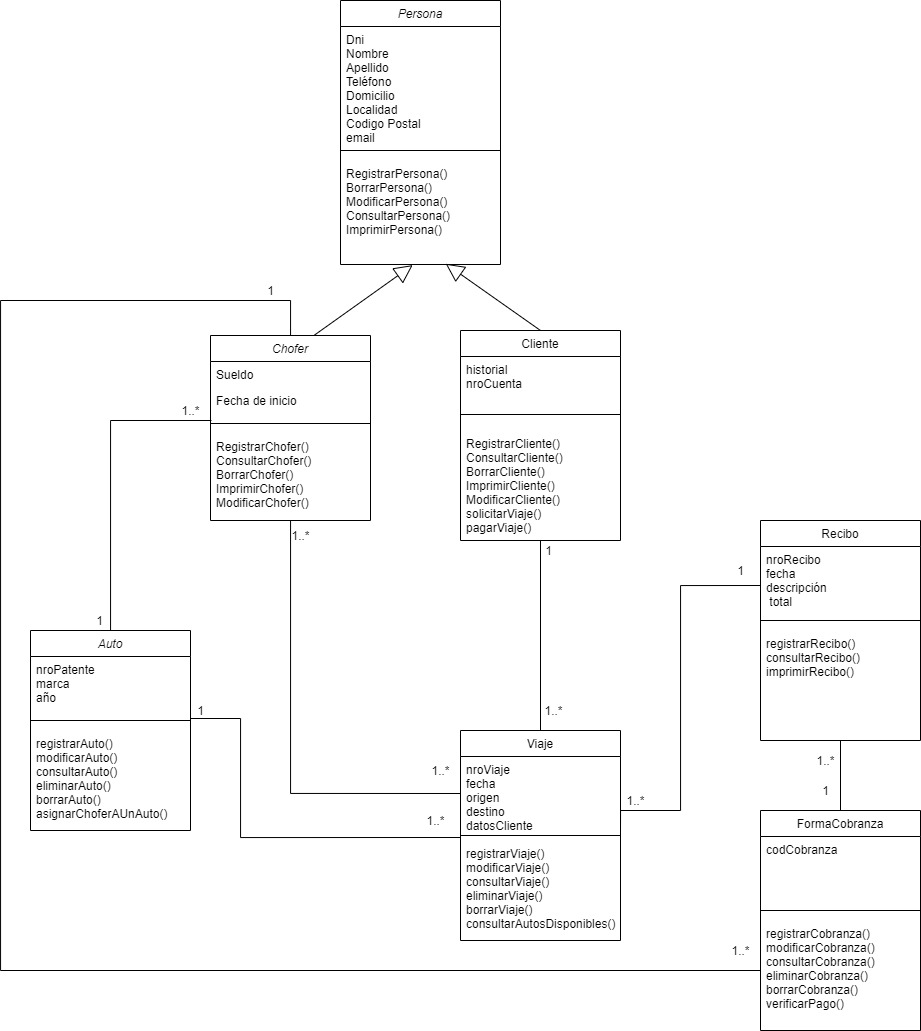 Persona
Dni
Nombre
Apellido
Teléfono
Domicilio
Localidad
Codigo Postal
email
RegistrarPersona()
BorrarPersona()
ModificarPersona()
ConsultarPersona()
ImprimirPersona()
1
Chofer
Sueldo
Fecha de inicio
RegistrarChofer()
ConsultarChofer()
BorrarChofer()
ImprimirChofer()
ModificarChofer()
1..*
1..*
Cliente
historial
nroCuenta
RegistrarCliente()
ConsultarCliente()
BorrarCliente()
ImprimirCliente()
ModificarCliente()
solicitarViaje()
pagarViaje()
1
Recibo
nroRecibo
fecha
descripción
total
registrarRecibo()
consultarRecibo()
imprimirRecibo()
1
1..*
1
1
Auto
nroPatente
marca
año
registrarAuto()
modificarAuto()
consultarAuto()
eliminarAuto()
borrarAuto()
asignarChoferAUnAuto()
1
1..*
1..*
1..*
1..*
Viaje
nroViaje
fecha
origen
destino
datosCliente
registrarViaje()
modificarViaje()
consultarViaje()
eliminarViaje()
borrarViaje()
consultarAutosDisponibles()
FormaCobranza
codCobranza
registrarCobranza()
modificarCobranza()
consultarCobranza()
eliminarCobranza()
borrarCobranza()
verificarPago()
1..*